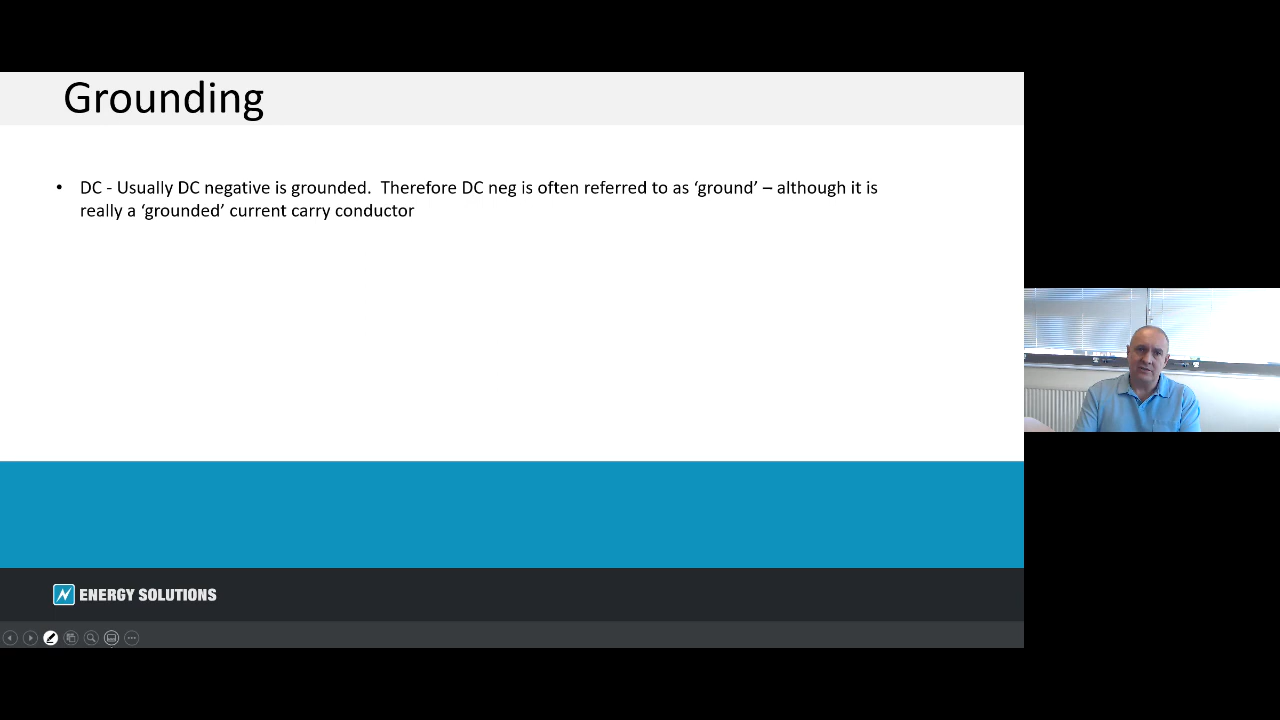 Grounding
• DC - Usually DC negative is grounded.  Therefore DC neg is often referred to as ‘ground’ – although it is
really a ‘grounded’ current carry conductor
ENERGY SOLUTIONS